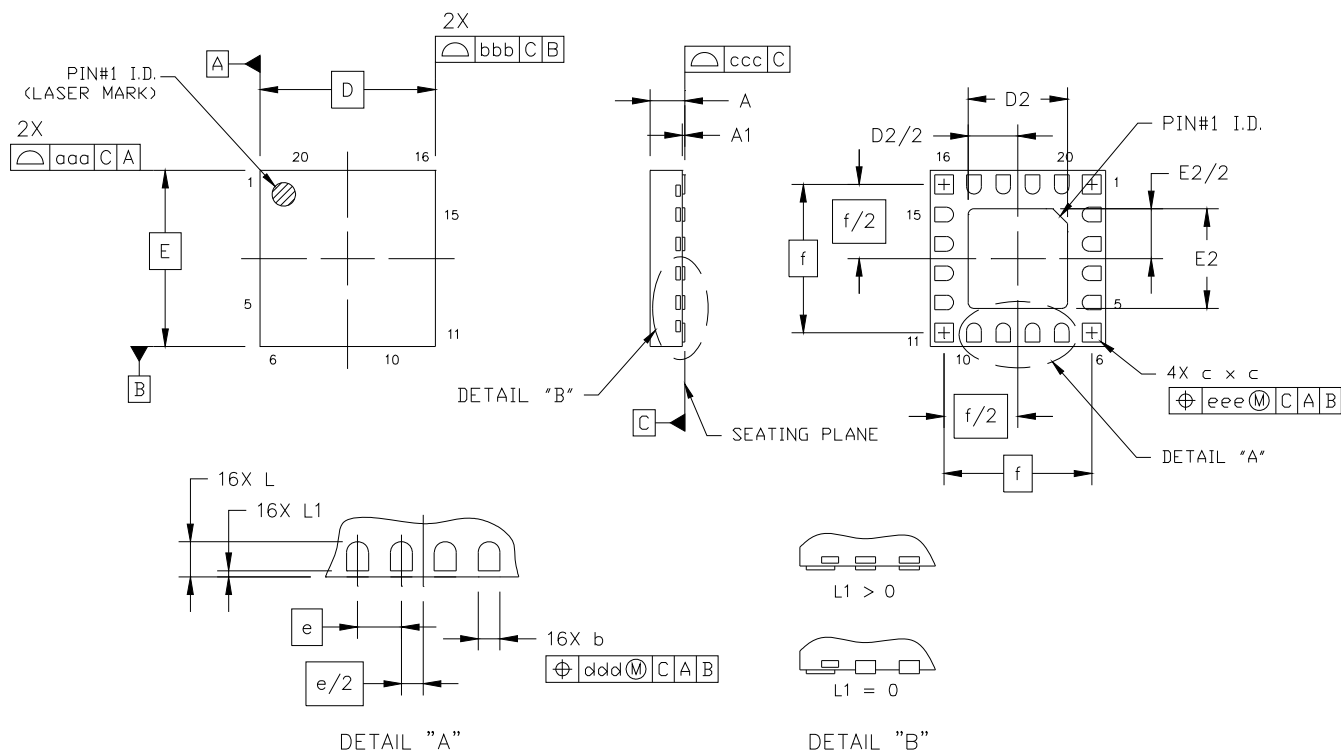 2X
⌓ bbb C B
A
⌓ ccc C
PIN#1 I.D.
(LASER MARK)
D
A
D2
2X
A1
D2/2
PIN#1 I.D.
⌓ aaa C A
20
16
16
20
1
1
E2/2
15
15
f/2
E
f
E2
5
5
11
11
6
10
10
6
B
DETAIL "B"
4X c x c
⌖ eee Ⓜ C A B
C
f/2
SEATING PLANE
DETAIL "A"
f
16X L
16X L1
L1 > 0
e
16X b
⌖ ddd Ⓜ C A B
e/2
L1 = 0
DETAIL "A"
DETAIL "B"